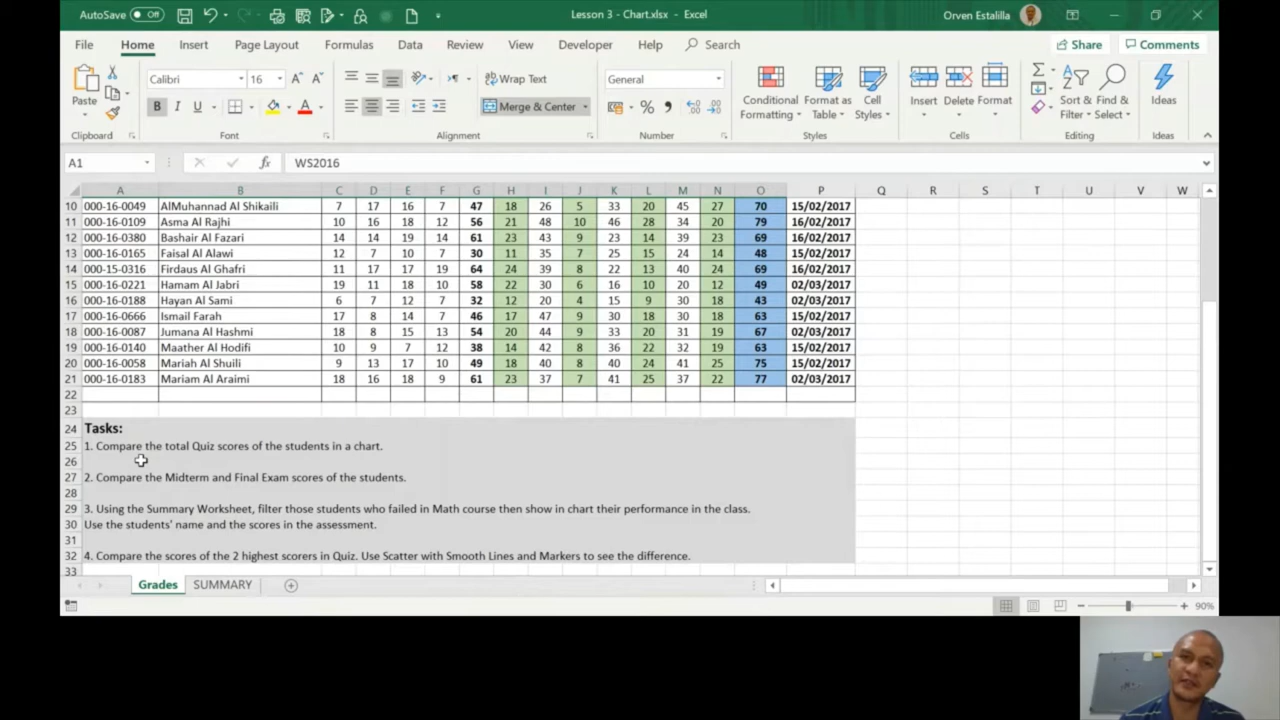 AutoSave Off Lesson 3 - Chart.xlsx - Excel Orven Estalilla
File Home Insert Page Layout Formulas Data Review View Developer Help Search Share Comments
Calibri 16 Wrap Text General
Paste B I U Merge & Center % Conditional Formatting Format as Table Cell Styles Insert Delete Format Sort & Filter Find & Select Ideas
Clipboard Font Alignment Number Styles Cells Editing Ideas
A1 fx WS2016
A B C D E F G H I J K L M N O P Q R S T U V W
10 000-16-0049 AlMuhannad Al Shikaili 7 17 16 7 47 18 26 5 33 20 45 27 70 15/02/2017
11 000-16-0109 Asma Al Rajhi 10 16 18 12 56 21 48 10 46 28 34 20 79 16/02/2017
12 000-16-0380 Bashair Al Fazari 14 14 19 14 61 23 43 9 23 14 39 23 69 16/02/2017
13 000-16-0165 Faisal Al Alawi 12 7 10 7 30 11 35 7 25 15 24 14 48 15/02/2017
14 000-15-0316 Firdaus Al Ghafri 11 17 17 19 64 24 39 8 22 13 40 24 69 16/02/2017
15 000-16-0221 Hamam Al Jabri 19 11 18 10 58 22 30 6 16 10 20 12 49 02/03/2017
16 000-16-0188 Hayan Al Sami 6 7 12 7 32 12 20 4 15 9 30 18 43 02/03/2017
17 000-16-0666 Ismail Farah 17 8 14 7 46 17 47 9 30 18 30 18 63 15/02/2017
18 000-16-0087 Jumana Al Hashmi 18 8 15 13 54 20 44 9 33 20 31 19 67 02/03/2017
19 000-16-0140 Maather Al Hodifi 10 9 7 12 38 14 42 8 36 22 32 19 63 15/02/2017
20 000-16-0058 Mariah Al Shuili 9 13 17 10 49 18 40 8 40 24 41 25 75 15/02/2017
21 000-16-0183 Mariam Al Araimi 18 16 18 9 61 23 37 7 41 25 37 22 77 02/03/2017
22
23
24 Tasks:
25 1. Compare the total Quiz scores of the students in a chart.
26
27 2. Compare the Midterm and Final Exam scores of the students.
28
29 3. Using the Summary Worksheet, filter those students who failed in Math course then show in chart their performance in the class.
30 Use the students' name and the scores in the assessment.
31
32 4. Compare the scores of the 2 highest scorers in Quiz. Use Scatter with Smooth Lines and Markers to see the difference.
33
Grades SUMMARY
90%